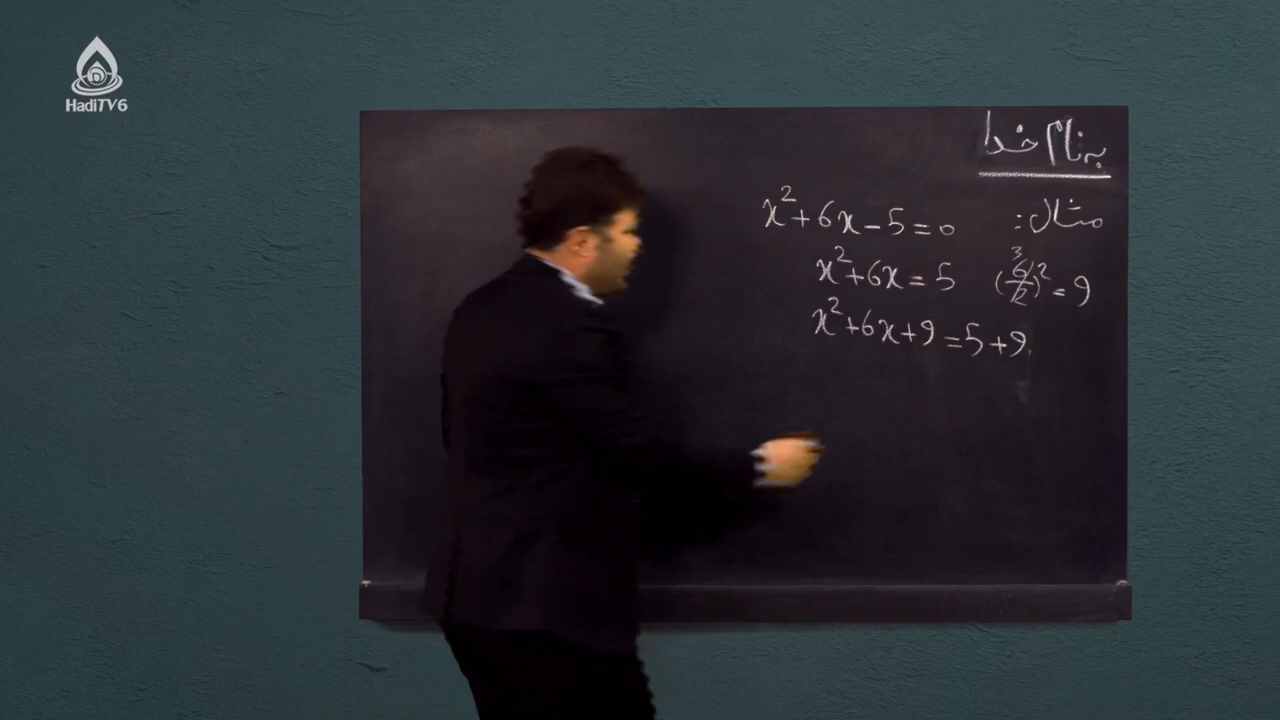 HadiTV6
به نام خدا
مثال: x²+6x-5=0
x²+6x=5 (6/2)²=9
3
x²+6x+9=5+9